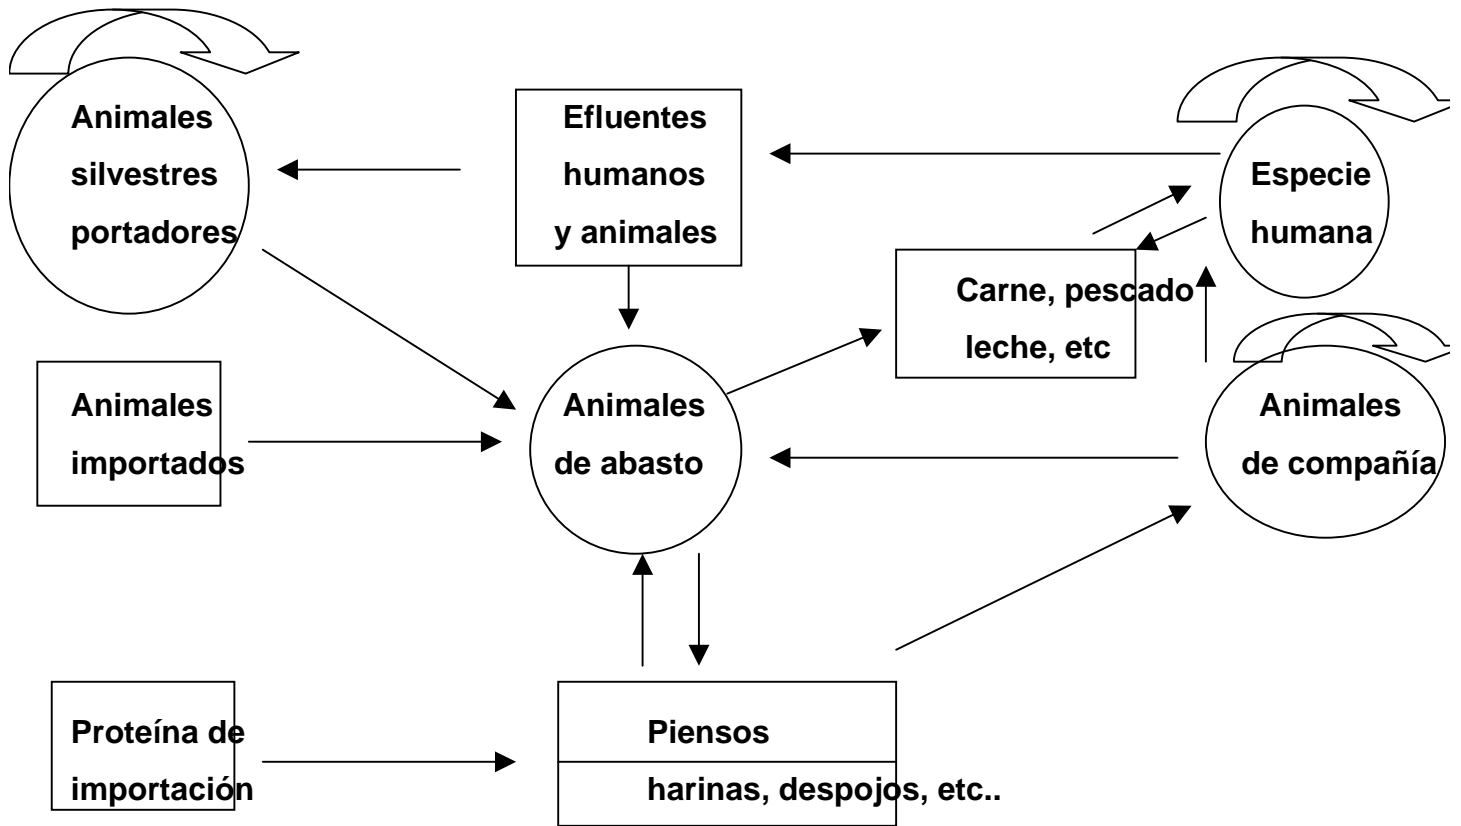 Animales
silvestres
portadores
Efluentes
humanos
y animales
Especie
humana
Carne, pescado
leche, etc
Animales
importados
Animales
de abasto
Animales
de compañía
Proteína de
importación
Piensos
harinas, despojos, etc..